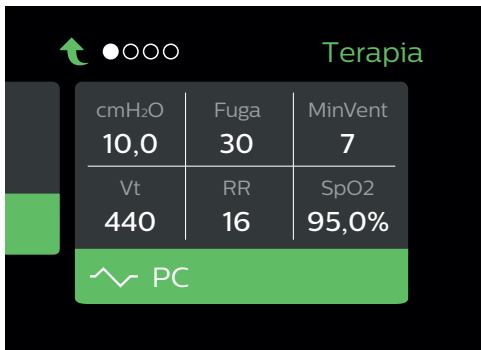 Terapia
cmH₂O Fuga MinVent
10,0 30 7
Vt RR SpO2
440 16 95,0%
PC